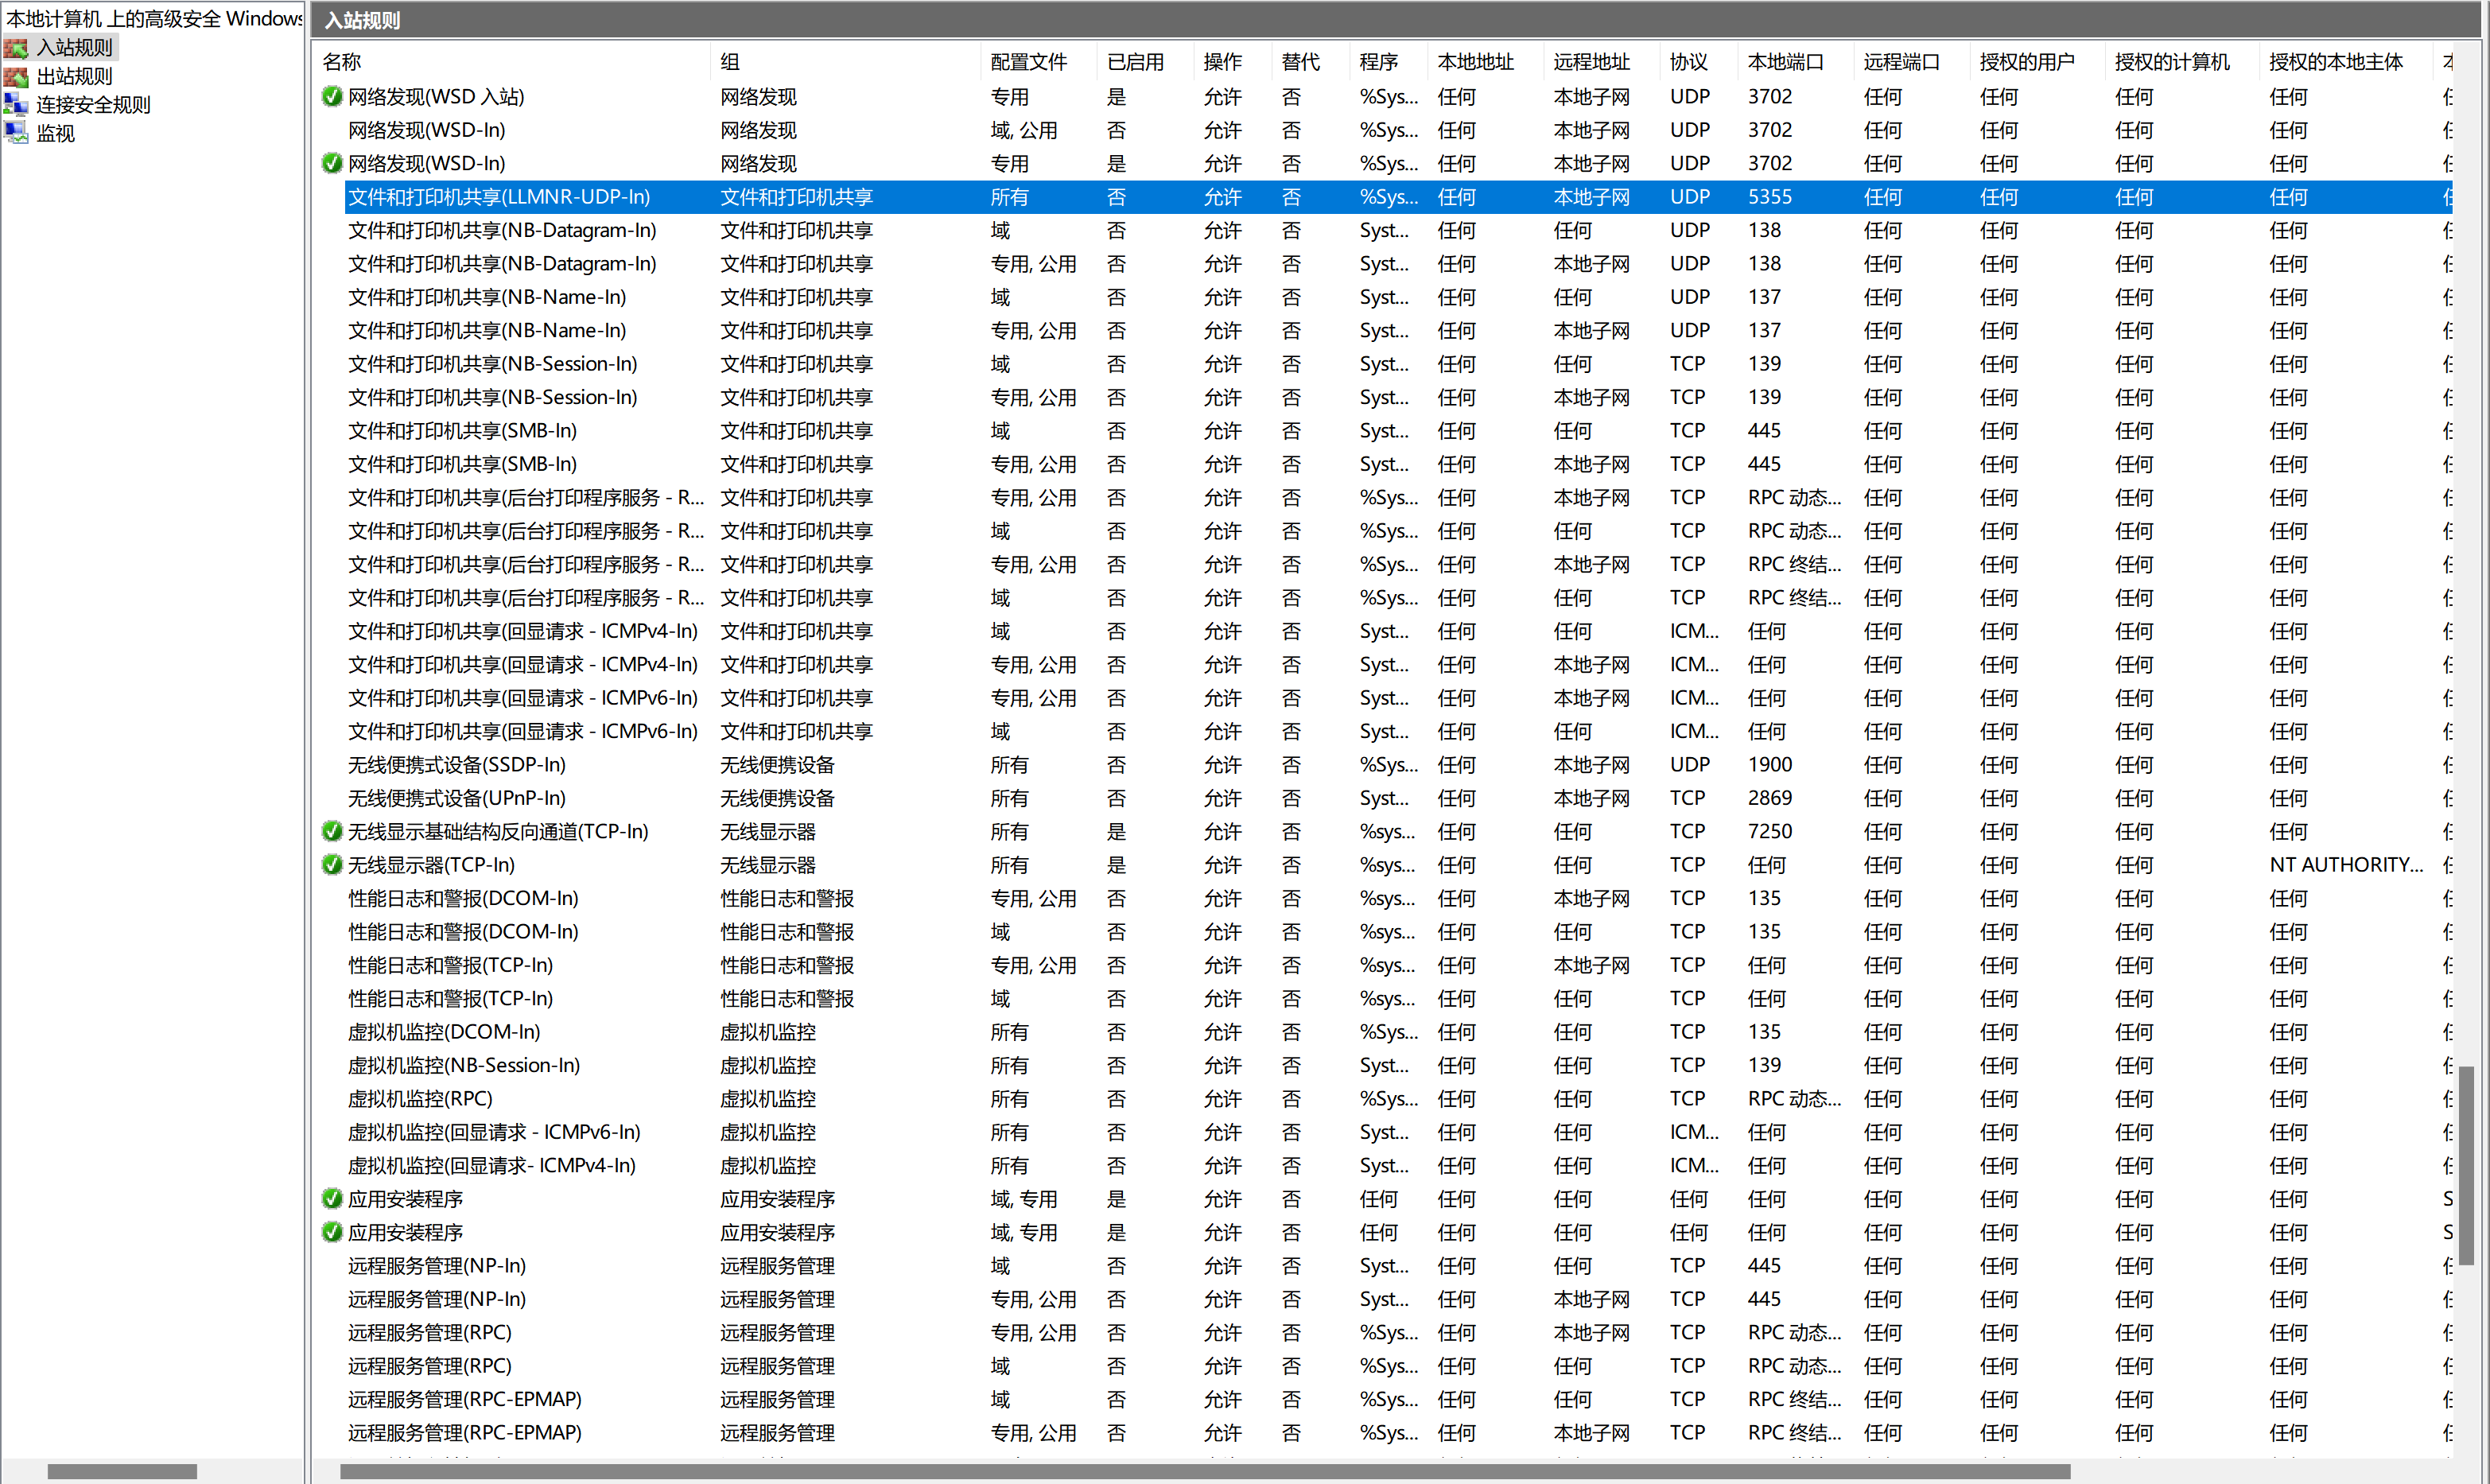 本地计算机 上的高级安全 Windows
入站规则
出站规则
连接安全规则
监视
入站规则
名称 组 配置文件 已启用 操作 替代 程序 本地地址 远程地址 协议 本地端口 远程端口 授权的用户 授权的计算机 授权的本地主体
网络发现(WSD 入站) 网络发现 专用 是 允许 否 %Sys... 任何 本地子网 UDP 3702 任何 任何 任何 任何
网络发现(WSD-In) 网络发现 域, 公用 否 允许 否 %Sys... 任何 本地子网 UDP 3702 任何 任何 任何 任何
网络发现(WSD-In) 网络发现 专用 是 允许 否 %Sys... 任何 本地子网 UDP 3702 任何 任何 任何 任何
文件和打印机共享(LLMNR-UDP-In) 文件和打印机共享 所有 否 允许 否 %Sys... 任何 本地子网 UDP 5355 任何 任何 任何 任何
文件和打印机共享(NB-Datagram-In) 文件和打印机共享 域 否 允许 否 Syst... 任何 任何 UDP 138 任何 任何 任何 任何
文件和打印机共享(NB-Datagram-In) 文件和打印机共享 专用, 公用 否 允许 否 Syst... 任何 本地子网 UDP 138 任何 任何 任何 任何
文件和打印机共享(NB-Name-In) 文件和打印机共享 域 否 允许 否 Syst... 任何 任何 UDP 137 任何 任何 任何 任何
文件和打印机共享(NB-Name-In) 文件和打印机共享 专用, 公用 否 允许 否 Syst... 任何 本地子网 UDP 137 任何 任何 任何 任何
文件和打印机共享(NB-Session-In) 文件和打印机共享 域 否 允许 否 Syst... 任何 任何 TCP 139 任何 任何 任何 任何
文件和打印机共享(NB-Session-In) 文件和打印机共享 专用, 公用 否 允许 否 Syst... 任何 本地子网 TCP 139 任何 任何 任何 任何
文件和打印机共享(SMB-In) 文件和打印机共享 域 否 允许 否 Syst... 任何 任何 TCP 445 任何 任何 任何 任何
文件和打印机共享(SMB-In) 文件和打印机共享 专用, 公用 否 允许 否 Syst... 任何 本地子网 TCP 445 任何 任何 任何 任何
文件和打印机共享(后台打印程序服务 - R... 文件和打印机共享 专用, 公用 否 允许 否 %Sys... 任何 本地子网 TCP RPC 动态... 任何 任何 任何 任何
文件和打印机共享(后台打印程序服务 - R... 文件和打印机共享 域 否 允许 否 %Sys... 任何 任何 TCP RPC 动态... 任何 任何 任何 任何
文件和打印机共享(后台打印程序服务 - R... 文件和打印机共享 专用, 公用 否 允许 否 %Sys... 任何 本地子网 TCP RPC 终结... 任何 任何 任何 任何
文件和打印机共享(后台打印程序服务 - R... 文件和打印机共享 域 否 允许 否 %Sys... 任何 任何 TCP RPC 终结... 任何 任何 任何 任何
文件和打印机共享(回显请求 - ICMPv4-In) 文件和打印机共享 域 否 允许 否 Syst... 任何 任何 ICM... 任何 任何 任何 任何 任何
文件和打印机共享(回显请求 - ICMPv4-In) 文件和打印机共享 专用, 公用 否 允许 否 Syst... 任何 本地子网 ICM... 任何 任何 任何 任何 任何
文件和打印机共享(回显请求 - ICMPv6-In) 文件和打印机共享 专用, 公用 否 允许 否 Syst... 任何 本地子网 ICM... 任何 任何 任何 任何 任何
文件和打印机共享(回显请求 - ICMPv6-In) 文件和打印机共享 域 否 允许 否 Syst... 任何 任何 ICM... 任何 任何 任何 任何 任何
无线便携式设备(SSDP-In) 无线便携设备 所有 否 允许 否 %Sys... 任何 本地子网 UDP 1900 任何 任何 任何 任何
无线便携式设备(UPnP-In) 无线便携设备 所有 否 允许 否 Syst... 任何 本地子网 TCP 2869 任何 任何 任何 任何
无线显示基础结构反向通道(TCP-In) 无线显示器 所有 是 允许 否 %sys... 任何 任何 TCP 7250 任何 任何 任何 任何
无线显示器(TCP-In) 无线显示器 所有 是 允许 否 %sys... 任何 任何 TCP 任何 任何 任何 任何 NT AUTHORITY...
性能日志和警报(DCOM-In) 性能日志和警报 专用, 公用 否 允许 否 %sys... 任何 本地子网 TCP 135 任何 任何 任何 任何
性能日志和警报(DCOM-In) 性能日志和警报 域 否 允许 否 %sys... 任何 任何 TCP 135 任何 任何 任何 任何
性能日志和警报(TCP-In) 性能日志和警报 专用, 公用 否 允许 否 %sys... 任何 本地子网 TCP 任何 任何 任何 任何 任何
性能日志和警报(TCP-In) 性能日志和警报 域 否 允许 否 %sys... 任何 任何 TCP 任何 任何 任何 任何 任何
虚拟机监控(DCOM-In) 虚拟机监控 所有 否 允许 否 %Sys... 任何 任何 TCP 135 任何 任何 任何 任何
虚拟机监控(NB-Session-In) 虚拟机监控 所有 否 允许 否 Syst... 任何 任何 TCP 139 任何 任何 任何 任何
虚拟机监控(RPC) 虚拟机监控 所有 否 允许 否 %Sys... 任何 任何 TCP RPC 动态... 任何 任何 任何 任何
虚拟机监控(回显请求 - ICMPv6-In) 虚拟机监控 所有 否 允许 否 Syst... 任何 任何 ICM... 任何 任何 任何 任何 任何
虚拟机监控(回显请求- ICMPv4-In) 虚拟机监控 所有 否 允许 否 Syst... 任何 任何 ICM... 任何 任何 任何 任何 任何
应用安装程序 应用安装程序 域, 专用 是 允许 否 任何 任何 任何 任何 任何 任何 任何 任何 任何 S
应用安装程序 应用安装程序 域, 专用 是 允许 否 任何 任何 任何 任何 任何 任何 任何 任何 任何 S
远程服务管理(NP-In) 远程服务管理 域 否 允许 否 Syst... 任何 任何 TCP 445 任何 任何 任何 任何
远程服务管理(NP-In) 远程服务管理 专用, 公用 否 允许 否 Syst... 任何 本地子网 TCP 445 任何 任何 任何 任何
远程服务管理(RPC) 远程服务管理 专用, 公用 否 允许 否 %Sys... 任何 本地子网 TCP RPC 动态... 任何 任何 任何 任何
远程服务管理(RPC) 远程服务管理 域 否 允许 否 %Sys... 任何 任何 TCP RPC 动态... 任何 任何 任何 任何
远程服务管理(RPC-EPMAP) 远程服务管理 域 否 允许 否 %Sys... 任何 任何 TCP RPC 终结... 任何 任何 任何 任何
远程服务管理(RPC-EPMAP) 远程服务管理 专用, 公用 否 允许 否 %Sys... 任何 本地子网 TCP RPC 终结... 任何 任何 任何 任何